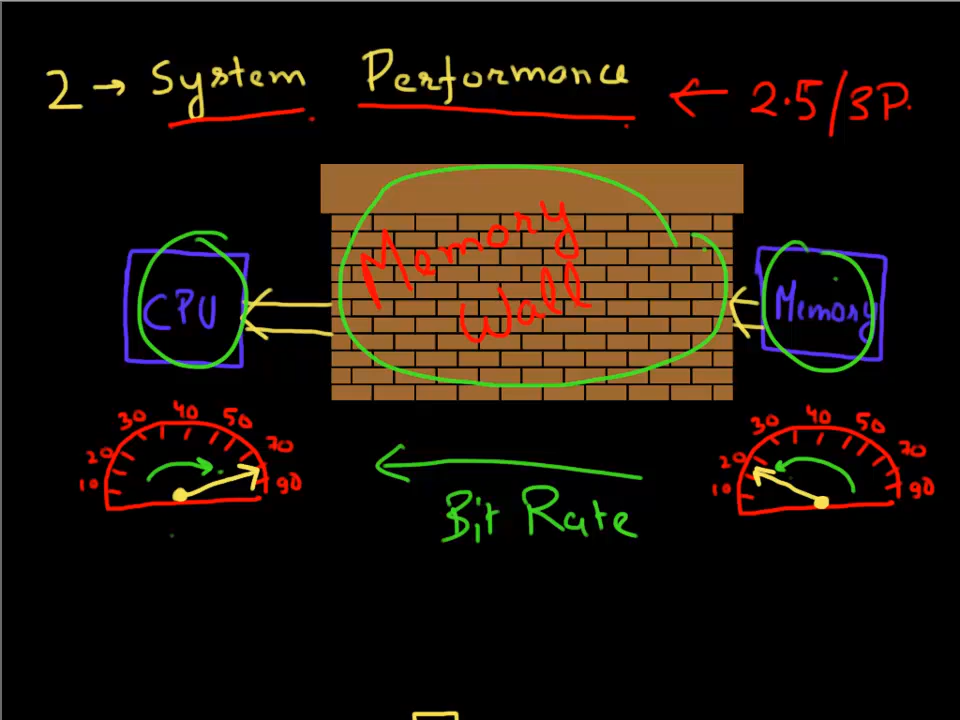 2 → System Performance ← 2.5/3P.
Memory
Wall
CPU
Memory
10 20 30 40 50 70 90
10 20 30 40 50 70 90
Bit Rate